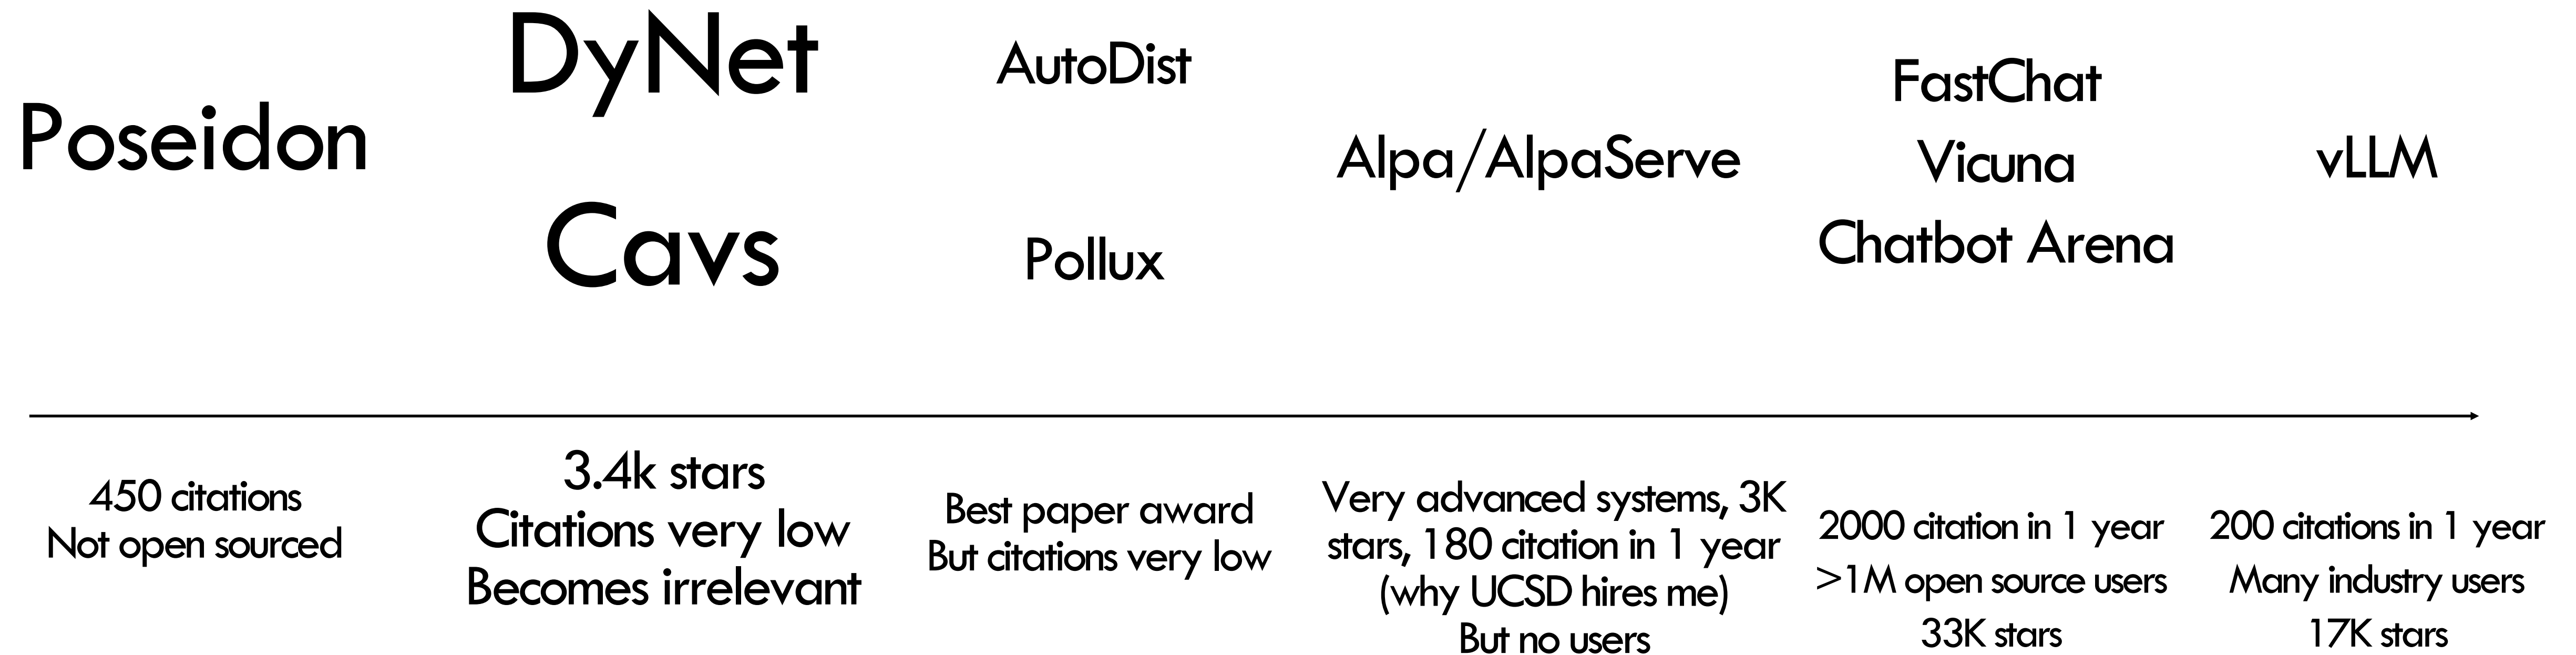 Poseidon
DyNet
Cavs
AutoDist
Pollux
Alpa/AlpaServe
FastChat
Vicuna
Chatbot Arena
vLLM
450 citations
Not open sourced
3.4k stars
Citations very low
Becomes irrelevant
Best paper award
But citations very low
Very advanced systems, 3K
stars, 180 citation in 1 year
(why UCSD hires me)
But no users
2000 citation in 1 year
>1M open source users
33K stars
200 citations in 1 year
Many industry users
17K stars